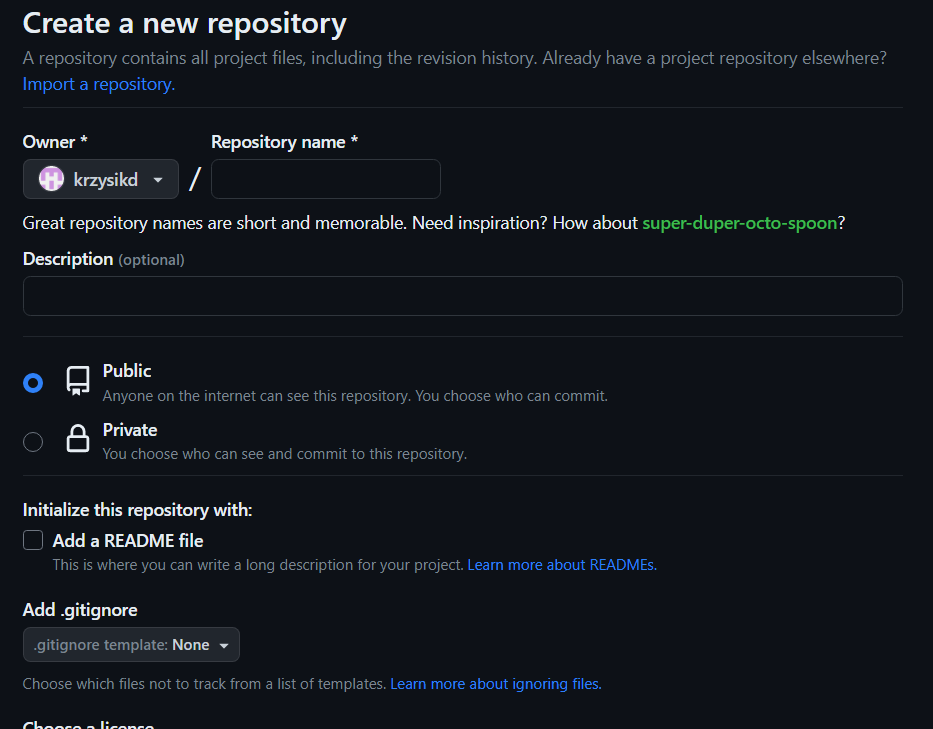 Create a new repository
A repository contains all project files, including the revision history. Already have a project repository elsewhere?
Import a repository.
Owner * Repository name *
krzysikd /
Great repository names are short and memorable. Need inspiration? How about super-duper-octo-spoon?
Description (optional)
Public
Anyone on the internet can see this repository. You choose who can commit.
Private
You choose who can see and commit to this repository.
Initialize this repository with:
Add a README file
This is where you can write a long description for your project. Learn more about READMEs.
Add .gitignore
.gitignore template: None
Choose which files not to track from a list of templates. Learn more about ignoring files.
Choose a license